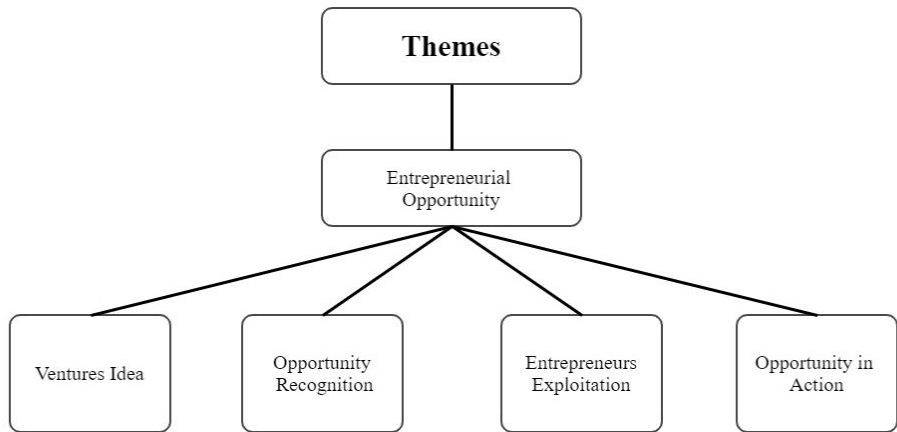 Themes
Entrepreneurial
Opportunity
Ventures Idea
Opportunity
Recognition
Entrepreneurs
Exploitation
Opportunity in
Action